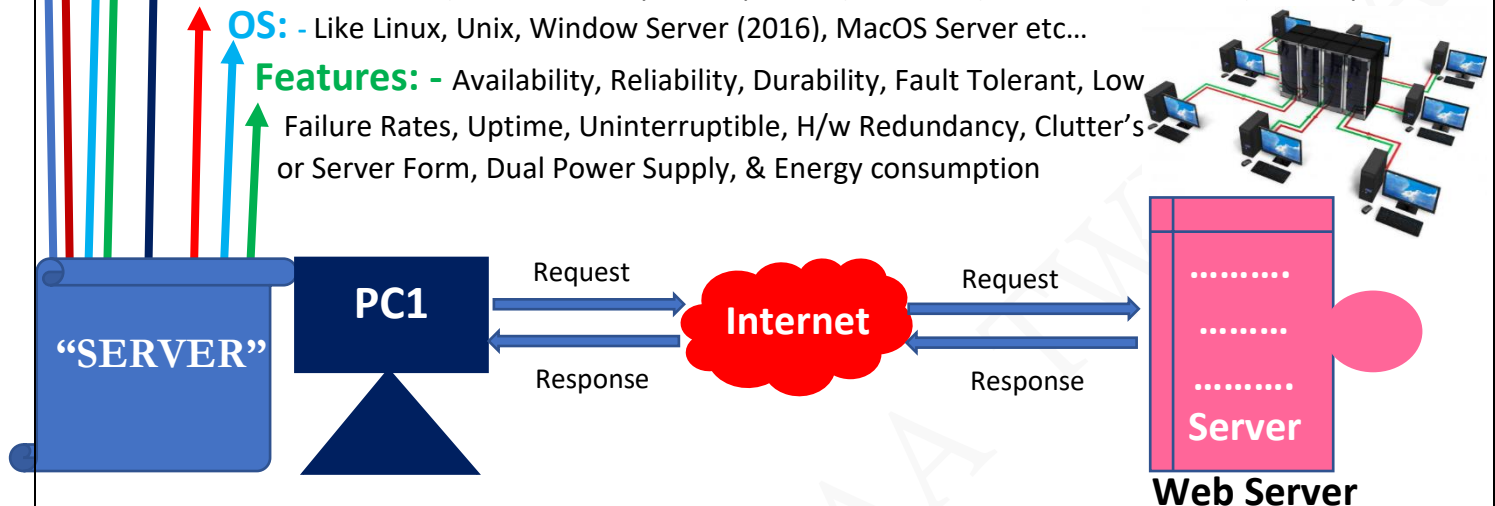 OS: - Like Linux, Unix, Window Server (2016), MacOS Server etc…
Features: - Availability, Reliability, Durability, Fault Tolerant, Low
Failure Rates, Uptime, Uninterruptible, H/w Redundancy, Clutter’s
or Server Form, Dual Power Supply, & Energy consumption
“SERVER”
PC1
Request
Response
Internet
Request
Response
……….
………
……….
Server
Web Server